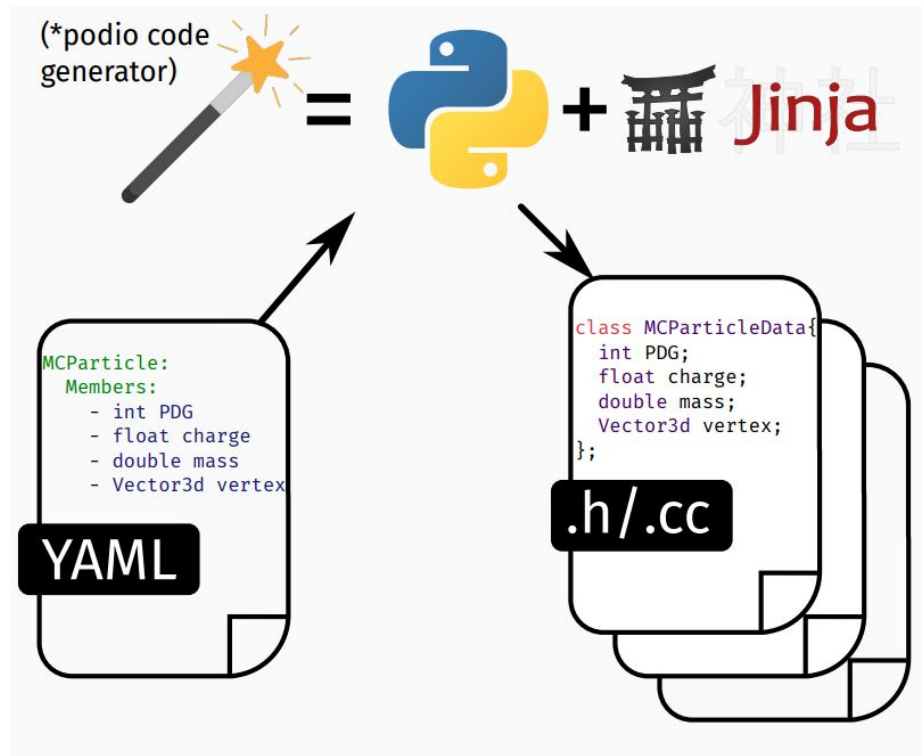 (*podio code
generator)
=
+
神社
Jinja
MCParticle:
Members:
- int PDG
- float charge
- double mass
- Vector3d vertex
YAML
class MCParticleData{
int PDG;
float charge;
double mass;
Vector3d vertex;
};
.h/.cc